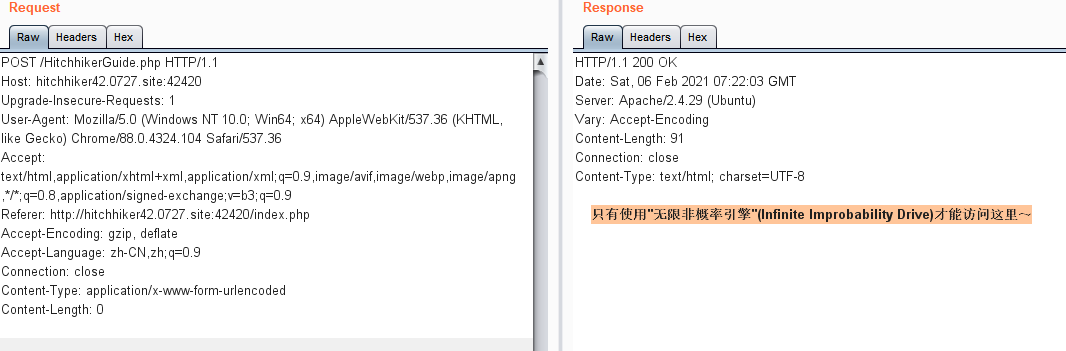 Request
Raw Headers Hex
POST /HitchhikerGuide.php HTTP/1.1
Host: hitchhiker42.0727.site:42420
Upgrade-Insecure-Requests: 1
User-Agent: Mozilla/5.0 (Windows NT 10.0; Win64; x64) AppleWebKit/537.36 (KHTML,
like Gecko) Chrome/88.0.4324.104 Safari/537.36
Accept:
text/html,application/xhtml+xml,application/xml;q=0.9,image/avif,image/webp,image/apng
,*/*;q=0.8,application/signed-exchange;v=b3;q=0.9
Referer: http://hitchhiker42.0727.site:42420/index.php
Accept-Encoding: gzip, deflate
Accept-Language: zh-CN,zh;q=0.9
Connection: close
Content-Type: application/x-www-form-urlencoded
Content-Length: 0
Response
Raw Headers Hex
HTTP/1.1 200 OK
Date: Sat, 06 Feb 2021 07:22:03 GMT
Server: Apache/2.4.29 (Ubuntu)
Vary: Accept-Encoding
Content-Length: 91
Connection: close
Content-Type: text/html; charset=UTF-8
只有使用"无限非概率引擎"(Infinite Improbability Drive)才能访问这里～